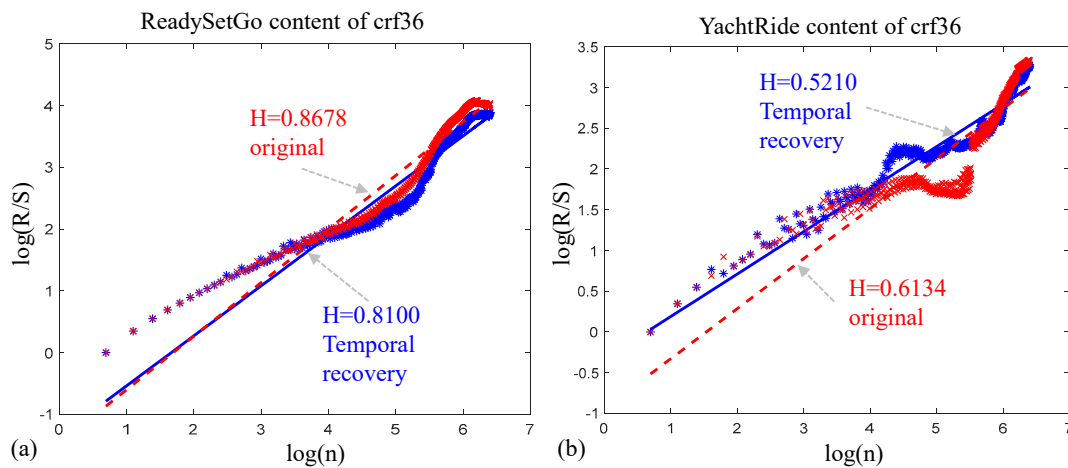 ReadySetGo content of crf36
5
4
3
2
1
0
-1
log(R/S)
H=0.8678
original
H=0.8100
Temporal
recovery
0 1 2 3 4 5 6 7
log(n)
(a)
YachtRide content of crf36
3.5
3
2.5
2
1.5
1
0.5
0
-0.5
-1
log(R/S)
H=0.5210
Temporal
recovery
H=0.6134
original
0 1 2 3 4 5 6 7
log(n)
(b)